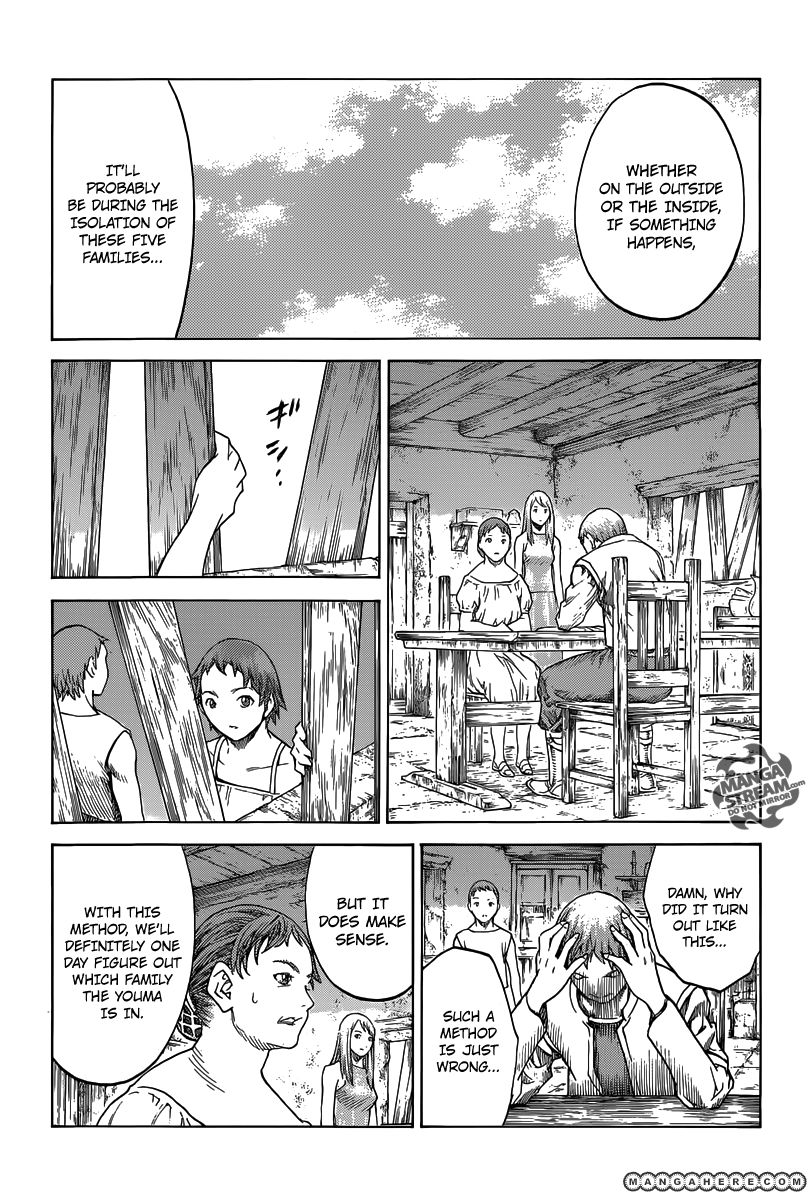 WHETHER
ON THE OUTSIDE
OR THE INSIDE,
IF SOMETHING
HAPPENS,
IT'LL
PROBABLY
BE DURING THE
ISOLATION OF
THESE FIVE
FAMILIES...
ギ
シ
MANGA
STREAM.com
DO NOT MIRROR
DAMN, WHY
DID IT TURN
OUT LIKE
THIS...
SUCH A
METHOD
IS JUST
WRONG...
BUT IT
DOES MAKE
SENSE.
WITH THIS
METHOD, WE'LL
DEFINITELY ONE
DAY FIGURE OUT
WHICH FAMILY
THE YOUMA
IS IN.
MANGAHERE.COM